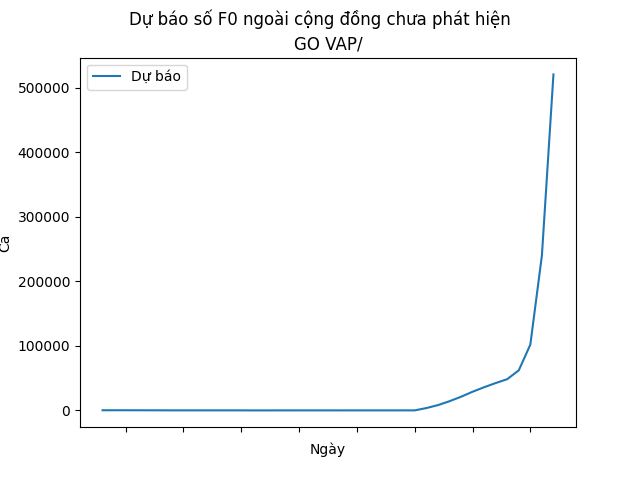 Dự báo số F0 ngoài cộng đồng chưa phát hiện
GO VAP/
Dự báo
500000
400000
300000
200000
100000
0
Ca
Ngày